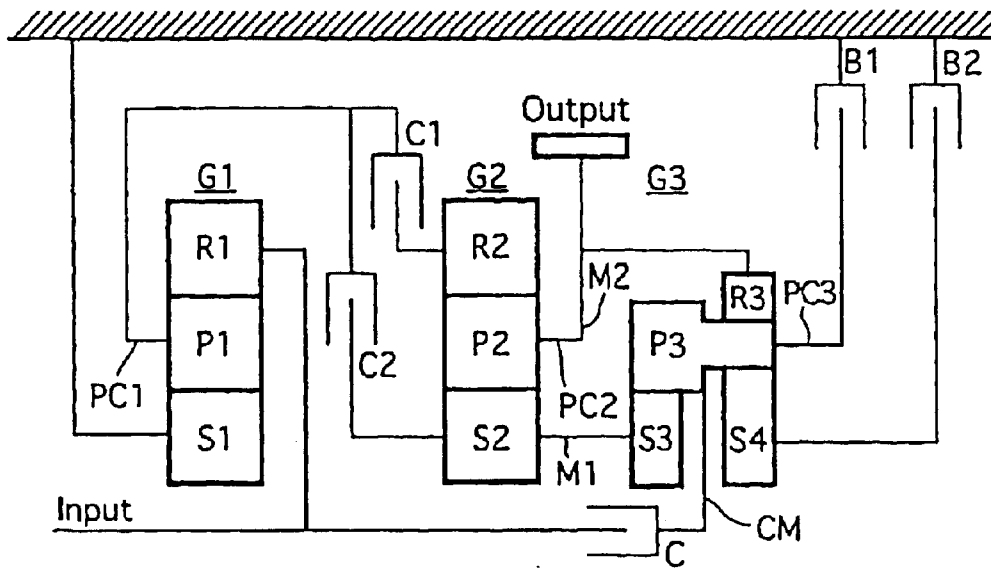 B1
B2
Output
C1
G1
G2
G3
R1
R2
M2
R3
PC3
P1
P2
P3
PC1
C2
PC2
S1
S2
M1
S3
S4
Input
C
CM